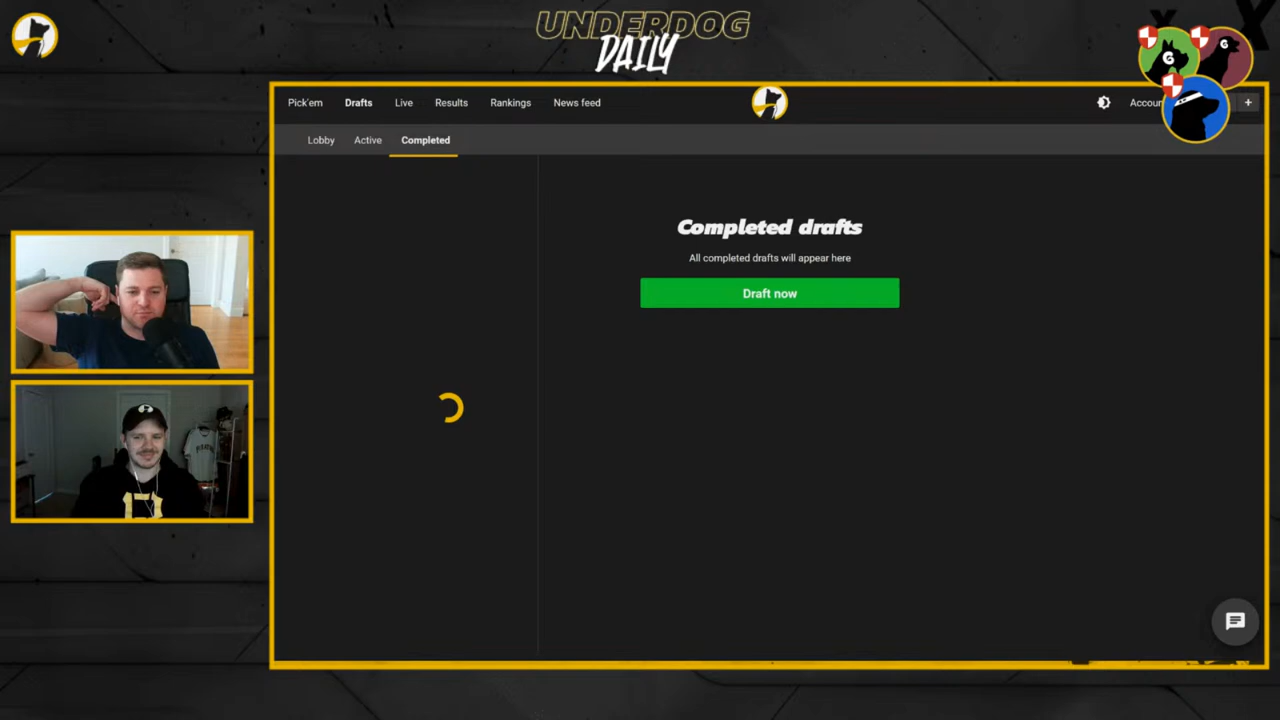 UNDERDOG
DAILY
Pick'em Drafts Live Results Rankings News feed
Accoun +
Lobby Active Completed
Completed drafts
All completed drafts will appear here
Draft now
G
G